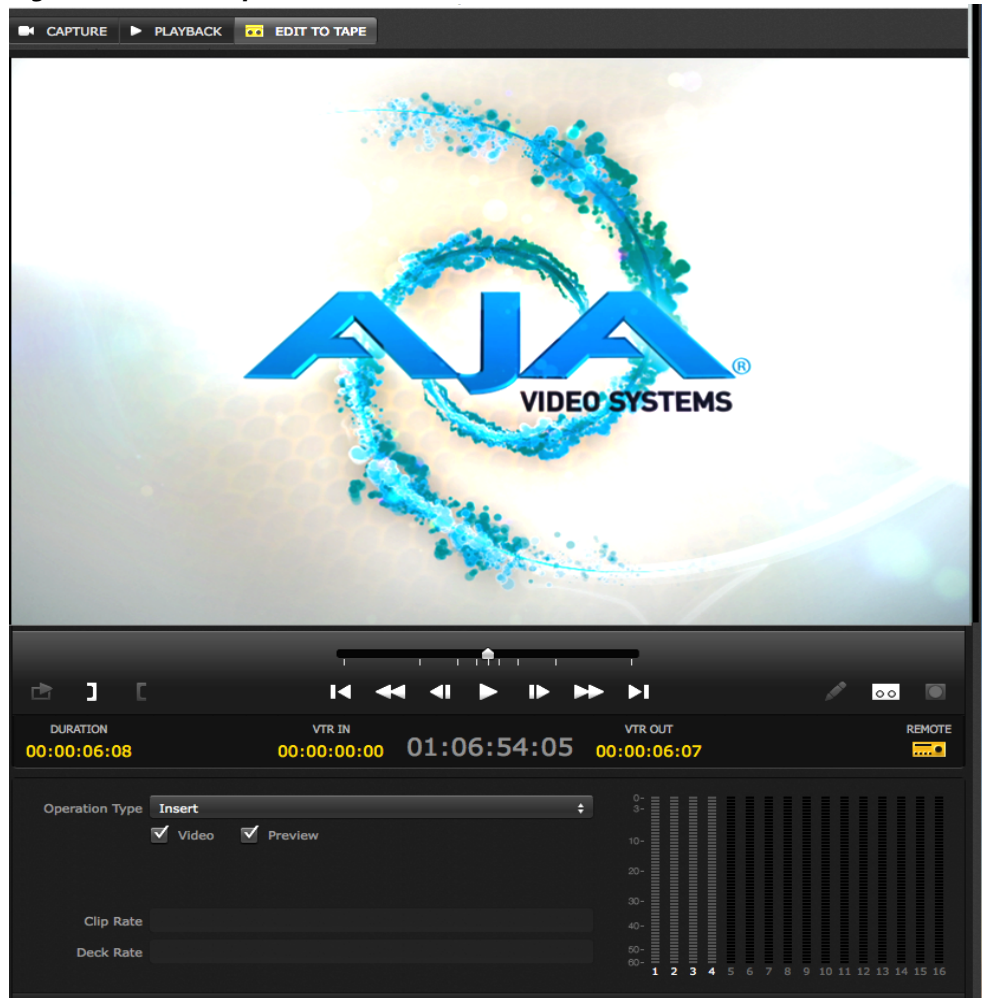 CAPTURE PLAYBACK EDIT TO TAPE
AJA ®
VIDEO SYSTEMS
DURATION VTR IN VTR OUT REMOTE
00:00:06:08 00:00:00:00 01:06:54:05 00:00:06:07
Operation Type Insert
Video Preview
Clip Rate
Deck Rate
0-
3-
10-
20-
30-
40-
50-
60-
1 2 3 4 5 6 7 8 9 10 11 12 13 14 15 16